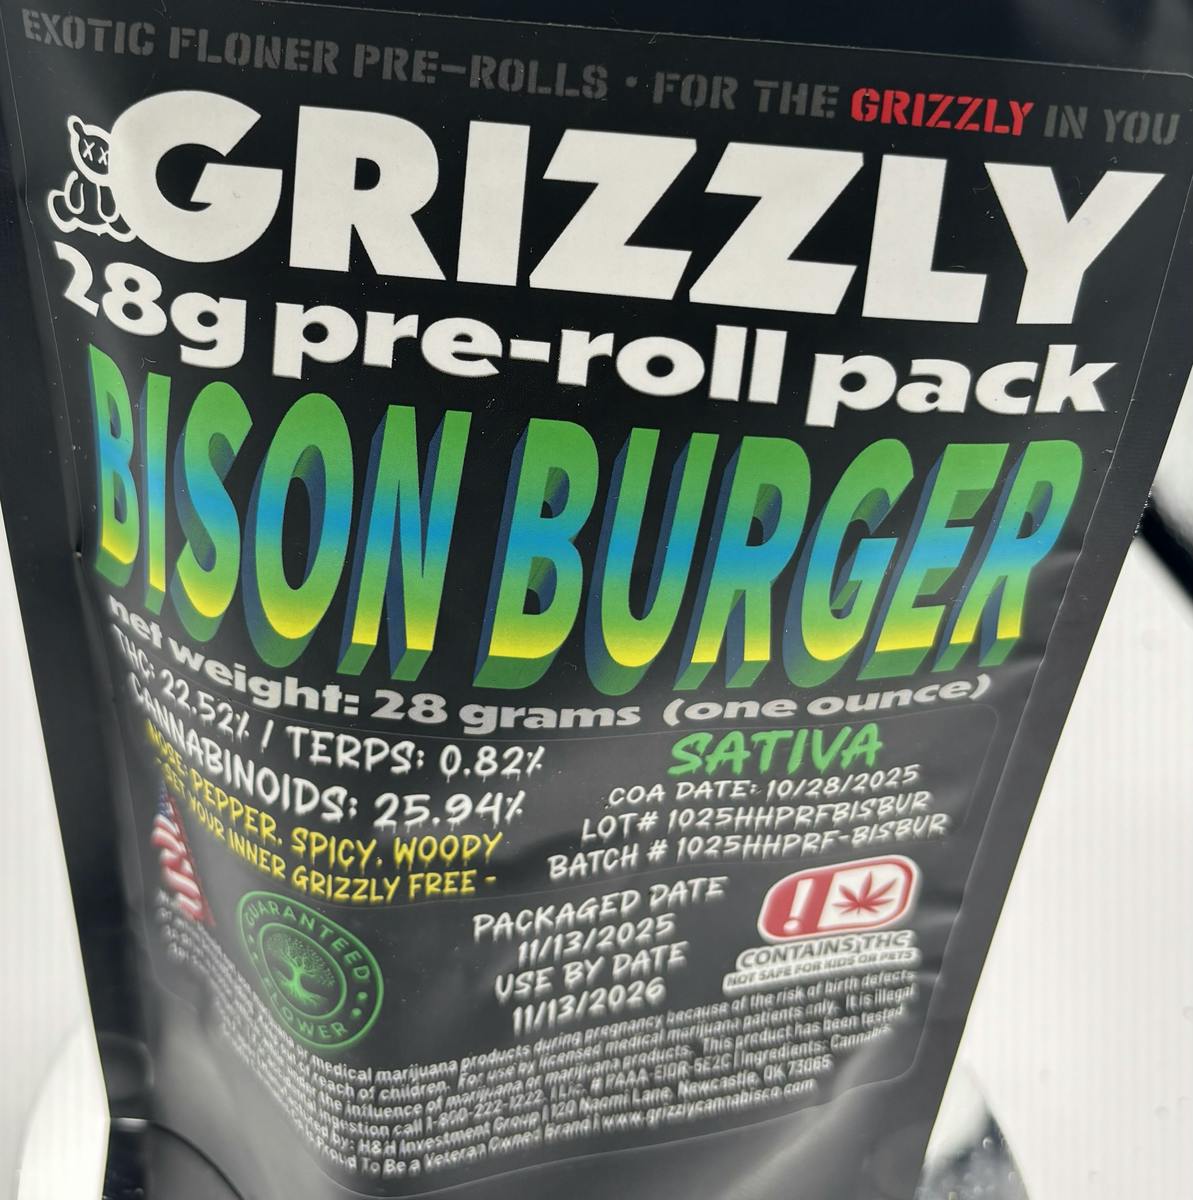 EXOTIC FLOWER PRE-ROLLS • FOR THE GRIZZLY IN YOU
GRIZZLY
28g pre-roll pack
BISON BURGER
net weight: 28 grams (one ounce)
THC: 22.52% / TERPS: 0.82%
CANNABINOIDS: 25.94%
NOSE: PEPPER, SPICY, WOODY
- SET YOUR INNER GRIZZLY FREE -
SATIVA
COA DATE: 10/28/2025
LOT# 1025HHPRFBISBUR
BATCH # 1025HHPRF-BISBUR
GUARANTEED
FLOWER
PACKAGED DATE
11/13/2025
USE BY DATE
11/13/2026
!
CONTAINS THC
NOT SAFE FOR KIDS OR PETS
of medical marijuana products during pregnancy because of the risk of birth defects
reach of children. For use by licensed medical marijuana patients only. It is illegal
the influence of marijuana or marijuana products. This product has been tested
ingestion call 1-800-222-1222 | Lic. # PAAA-EIQR-6E2C | Ingredients: Cannabis
by: H&H Investment Group | 120 Naomi Lane, Newcastle, OK 73065
Proud To Be a Veteran Owned Brand | www.grizzlycannabisco.com